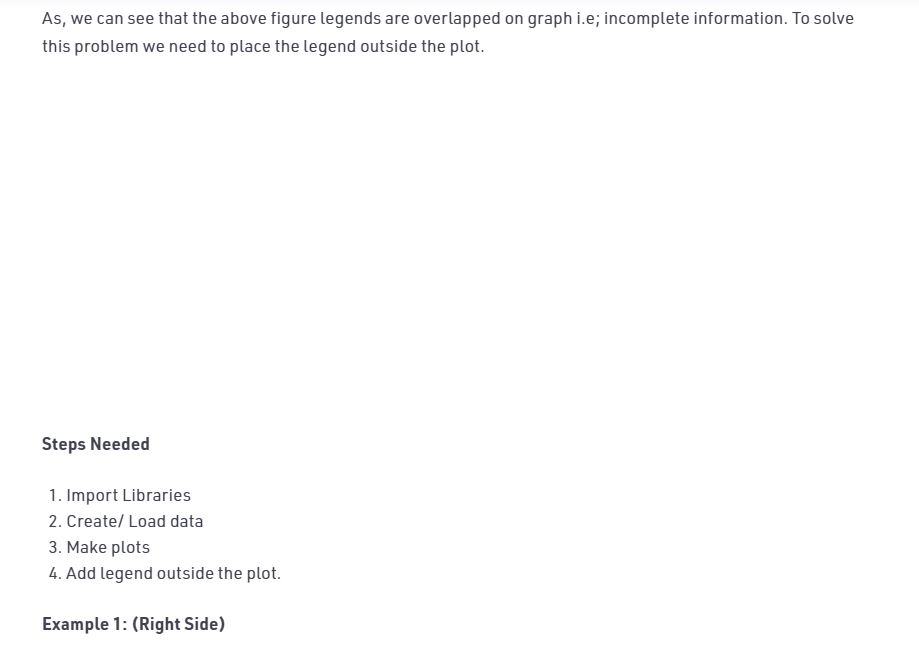 As, we can see that the above figure legends are overlapped on graph i.e; incomplete information. To solve
this problem we need to place the legend outside the plot.
Steps Needed
1. Import Libraries
2. Create/ Load data
3. Make plots
4. Add legend outside the plot.
Example 1: (Right Side)